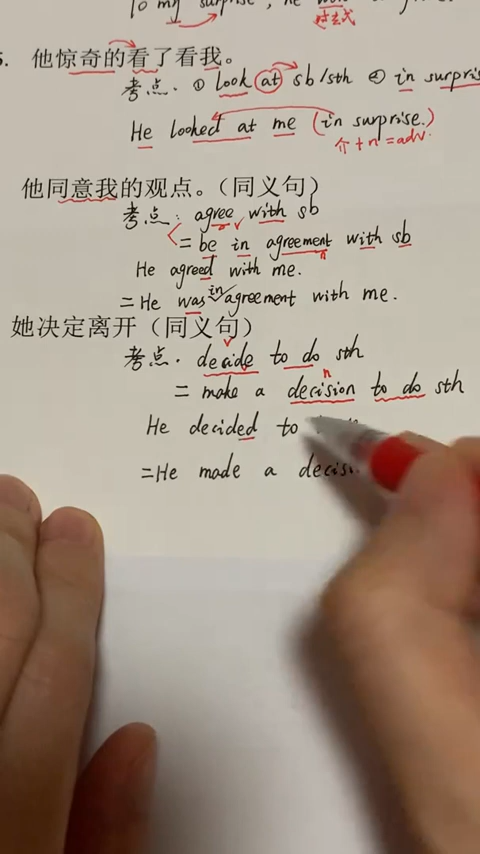 To my surprise, he
过去式
5. 他惊奇的看了看我。
考点. ① look at sb/sth ② in surprise
He looked at me (in surprise.)
介+n=adv.
他同意我的观点。(同义句)
考点: agree with sb
v
= be in agreement with sb
n
He agreed with me.
=He was in agreement with me.
她决定离开(同义句)
v
考点. decide to do sth
n
= make a decision to do sth
He decided to
=He made a